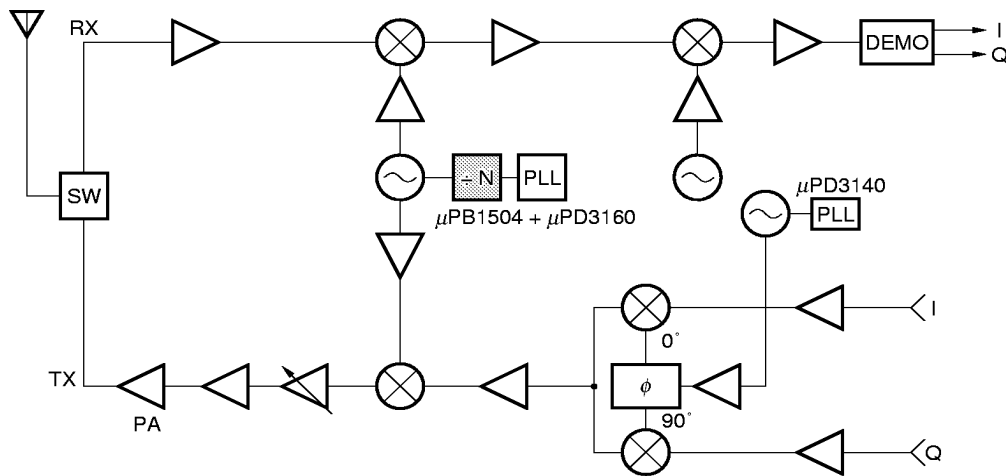 RX
I
DEMO
Q
SW
÷ N
PLL
μPB1504 + μPD3160
μPD3140
PLL
I
0°
TX
φ
PA
90°
Q